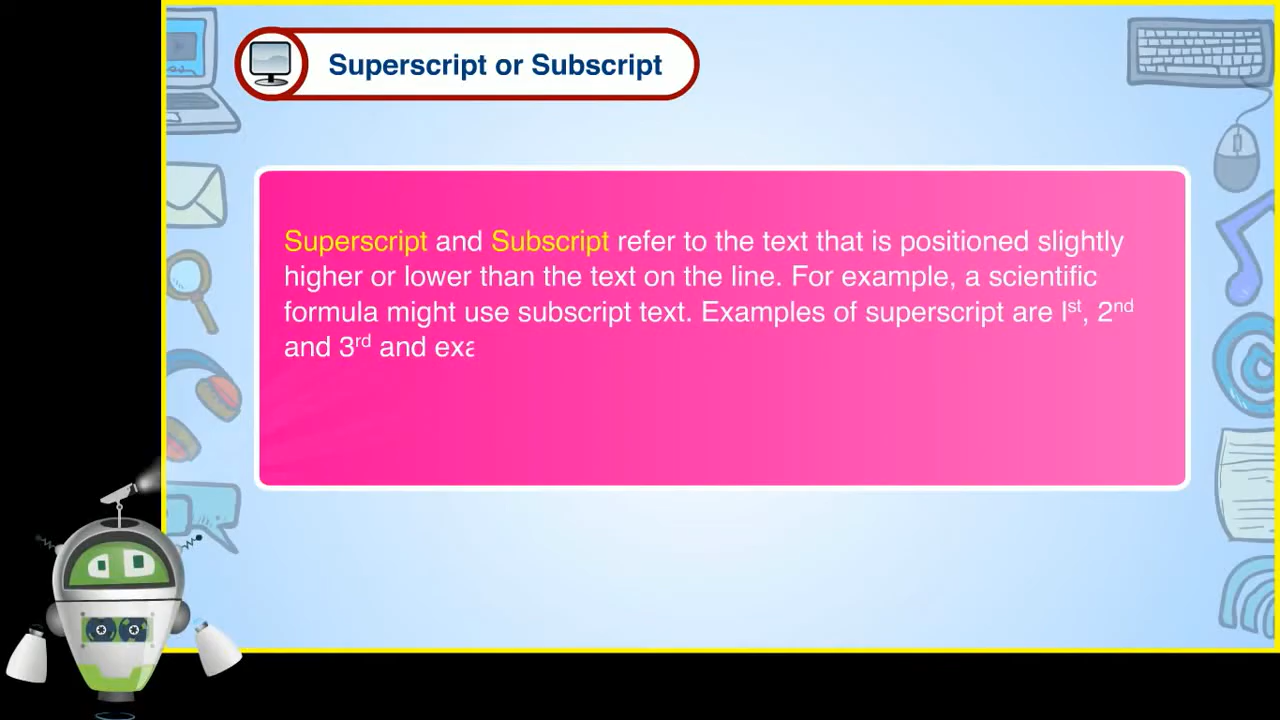 Superscript or Subscript
Superscript and Subscript refer to the text that is positioned slightly
higher or lower than the text on the line. For example, a scientific
formula might use subscript text. Examples of superscript are Iˢᵗ, 2ⁿᵈ
and 3ʳᵈ and exa